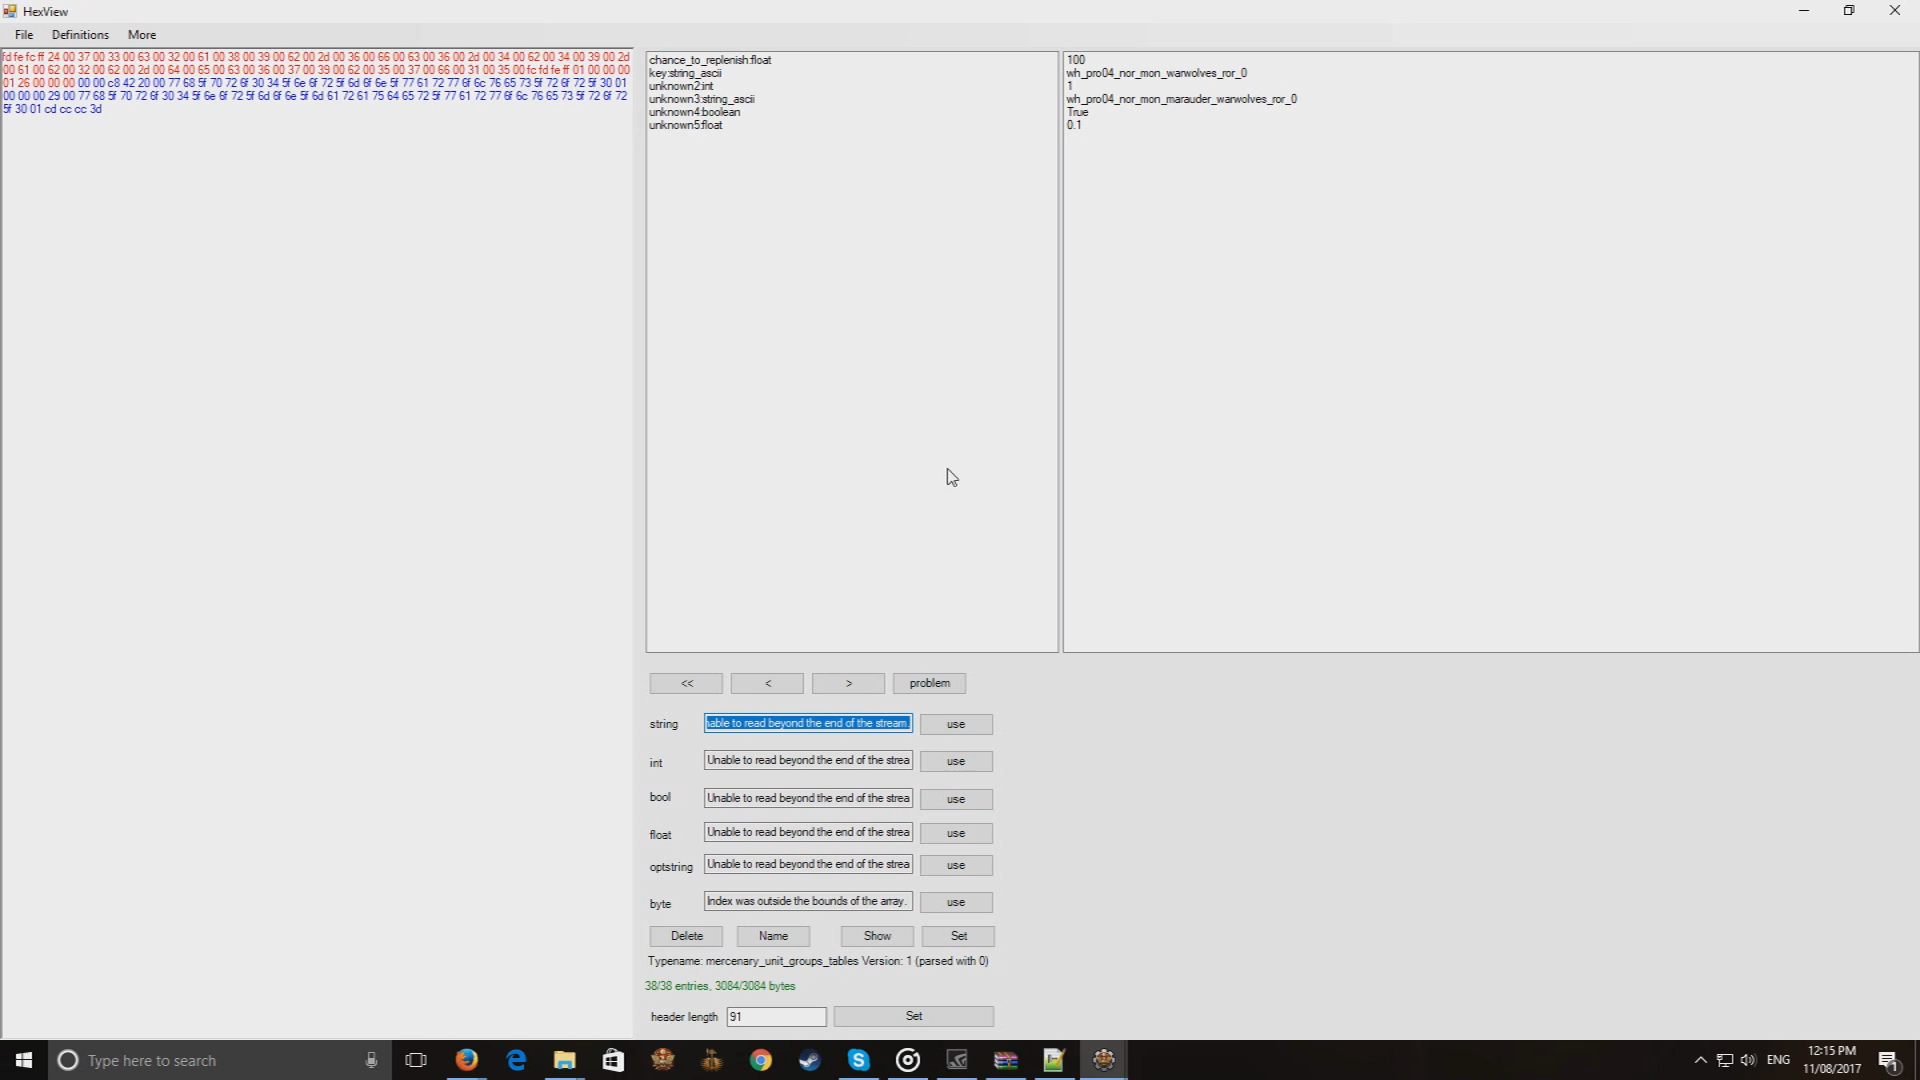 HexView
File Definitions More
fd fe fc ff 24 00 37 00 33 00 63 00 32 00 61 00 38 00 39 00 62 00 2d 00 36 00 66 00 63 00 36 00 2d 00 34 00 62 00 34 00 39 00 2d
00 61 00 62 00 32 00 62 00 2d 00 64 00 65 00 63 00 36 00 37 00 39 00 62 00 35 00 37 00 66 00 31 00 35 00 fc fd fe ff 01 00 00 00
01 26 00 00 00 00 00 c8 42 20 00 77 68 5f 70 72 6f 30 34 5f 6e 6f 72 5f 6d 6f 6e 5f 77 61 72 77 6f 6c 76 65 73 5f 72 6f 72 5f 30 01
00 00 00 29 00 77 68 5f 70 72 6f 30 34 5f 6e 6f 72 5f 6d 6f 6e 5f 6d 61 72 61 75 64 65 72 5f 77 61 72 77 6f 6c 76 65 73 5f 72 6f 72
5f 30 01 cd cc cc 3d
chance_to_replenish:float
key:string_ascii
unknown2:int
unknown3:string_ascii
unknown4:boolean
unknown5:float
100
wh_pro04_nor_mon_warwolves_ror_0
1
wh_pro04_nor_mon_marauder_warwolves_ror_0
True
0.1
<< < > problem
string nable to read beyond the end of the stream. use
int Unable to read beyond the end of the strea use
bool Unable to read beyond the end of the strea use
float Unable to read beyond the end of the strea use
optstring Unable to read beyond the end of the strea use
byte Index was outside the bounds of the array. use
Delete Name Show Set
Typename: mercenary_unit_groups_tables Version: 1 (parsed with 0)
38/38 entries, 3084/3084 bytes
header length 91 Set
Type here to search
ENG
12:15 PM
11/08/2017
1